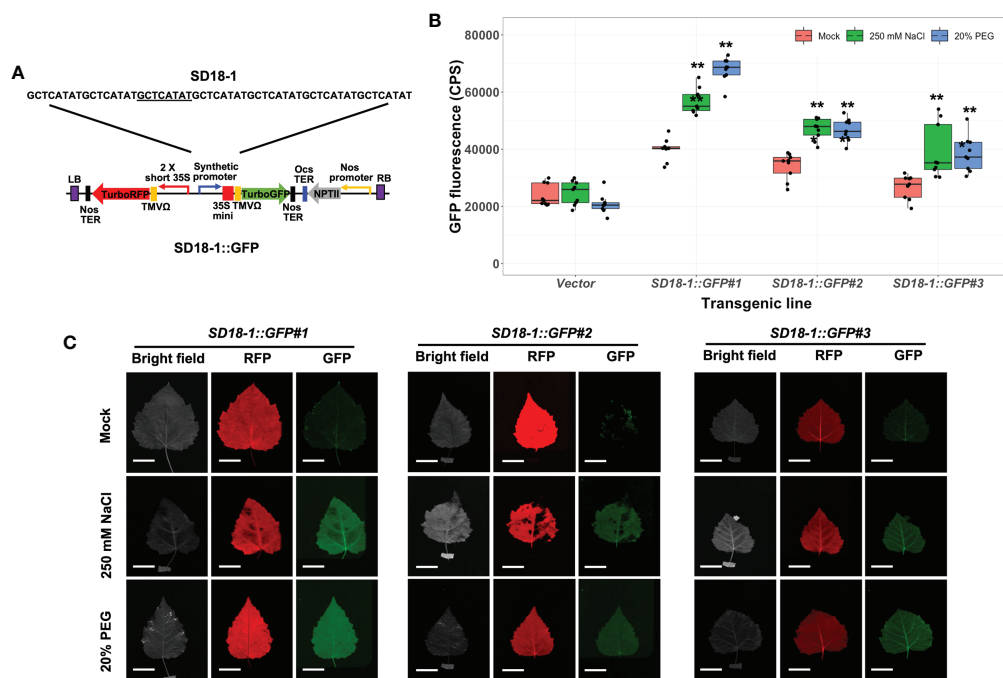 A
SD18-1
GCTCATATGCTCATATGCTCATATGCTCATATGCTCATATGCTCATATGCTCATAT
LB
Nos TER
TurboRFP
TMVΩ
2 X short 35S
Synthetic promoter
35S mini
TMVΩ
TurboGFP
Nos TER
Ocs TER
NPTII
Nos promoter
RB
SD18-1::GFP
B
GFP fluorescence (CPS)
80000
60000
40000
20000
0
Mock
250 mM NaCl
20% PEG
** ** ** ** ** ** ** * * *
Vector
SD18-1::GFP#1
SD18-1::GFP#2
SD18-1::GFP#3
Transgenic line
C
SD18-1::GFP#1
Bright field RFP GFP
SD18-1::GFP#2
Bright field RFP GFP
SD18-1::GFP#3
Bright field RFP GFP
Mock
250 mM NaCl
20% PEG